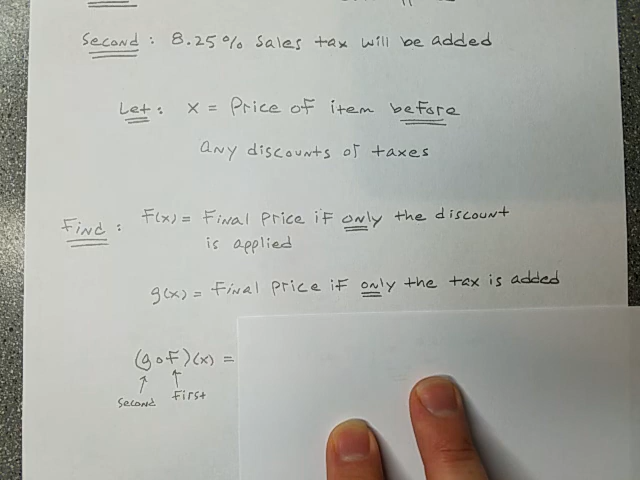 Second: 8.25% sales tax will be added
Let: x = Price of item before
any discounts or taxes
Find: f(x) = Final price if only the discount
is applied
g(x) = Final price if only the tax is added
(g∘f)(x) =
second first